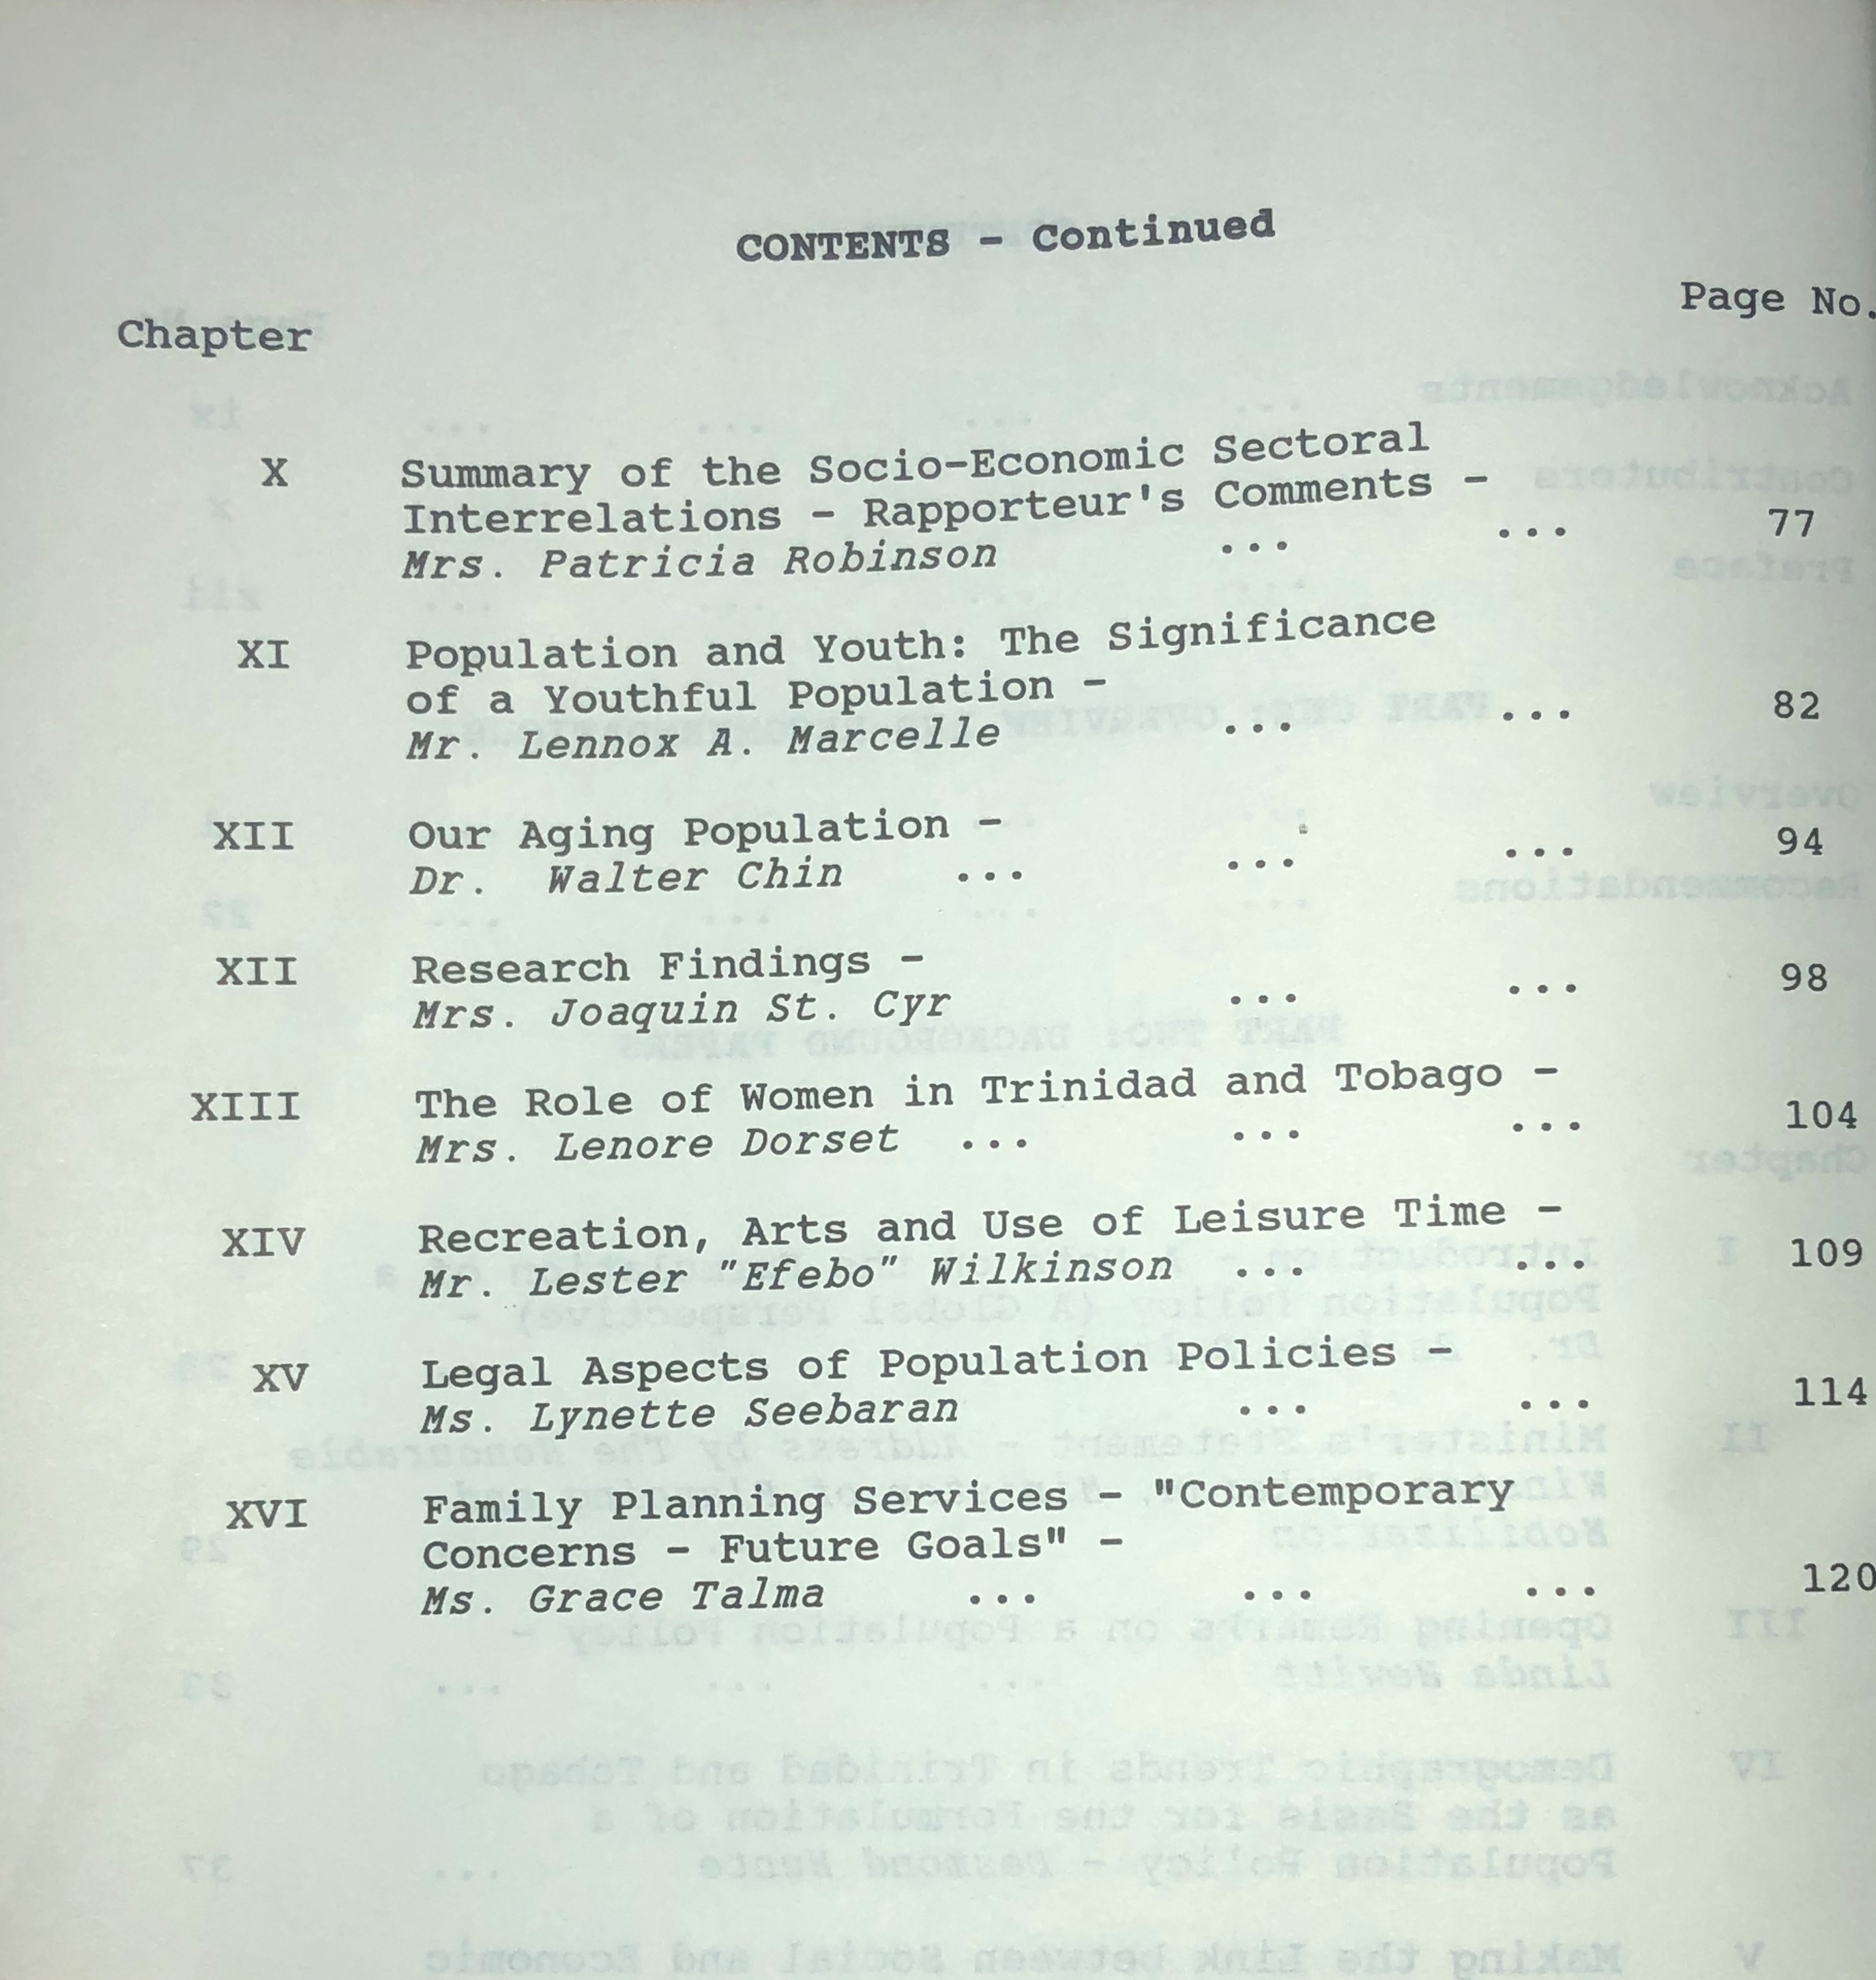 CONTENTS - Continued
Chapter
Page No.
X Summary of the Socio-Economic Sectoral
Interrelations - Rapporteur's Comments -
Mrs. Patricia Robinson ... ... 77
XI Population and Youth: The Significance
of a Youthful Population -
Mr. Lennox A. Marcelle ... ... 82
XII Our Aging Population -
Dr. Walter Chin ... ... ... 94
XII Research Findings -
Mrs. Joaquin St. Cyr ... ... 98
XIII The Role of Women in Trinidad and Tobago -
Mrs. Lenore Dorset ... ... ... 104
XIV Recreation, Arts and Use of Leisure Time -
Mr. Lester "Efebo" Wilkinson ... ... 109
XV Legal Aspects of Population Policies -
Ms. Lynette Seebaran ... ... 114
XVI Family Planning Services - "Contemporary
Concerns - Future Goals" -
Ms. Grace Talma ... ... ... 120